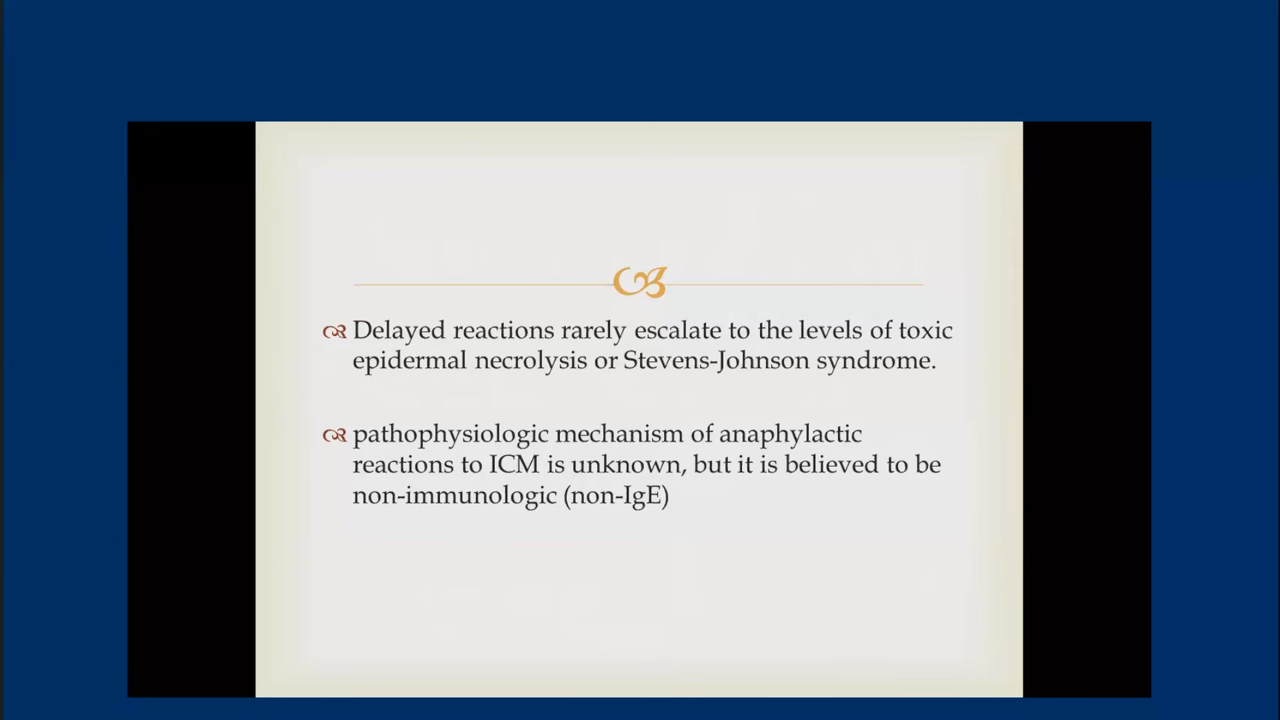 Delayed reactions rarely escalate to the levels of toxic
epidermal necrolysis or Stevens-Johnson syndrome.
pathophysiologic mechanism of anaphylactic
reactions to ICM is unknown, but it is believed to be
non-immunologic (non-IgE)